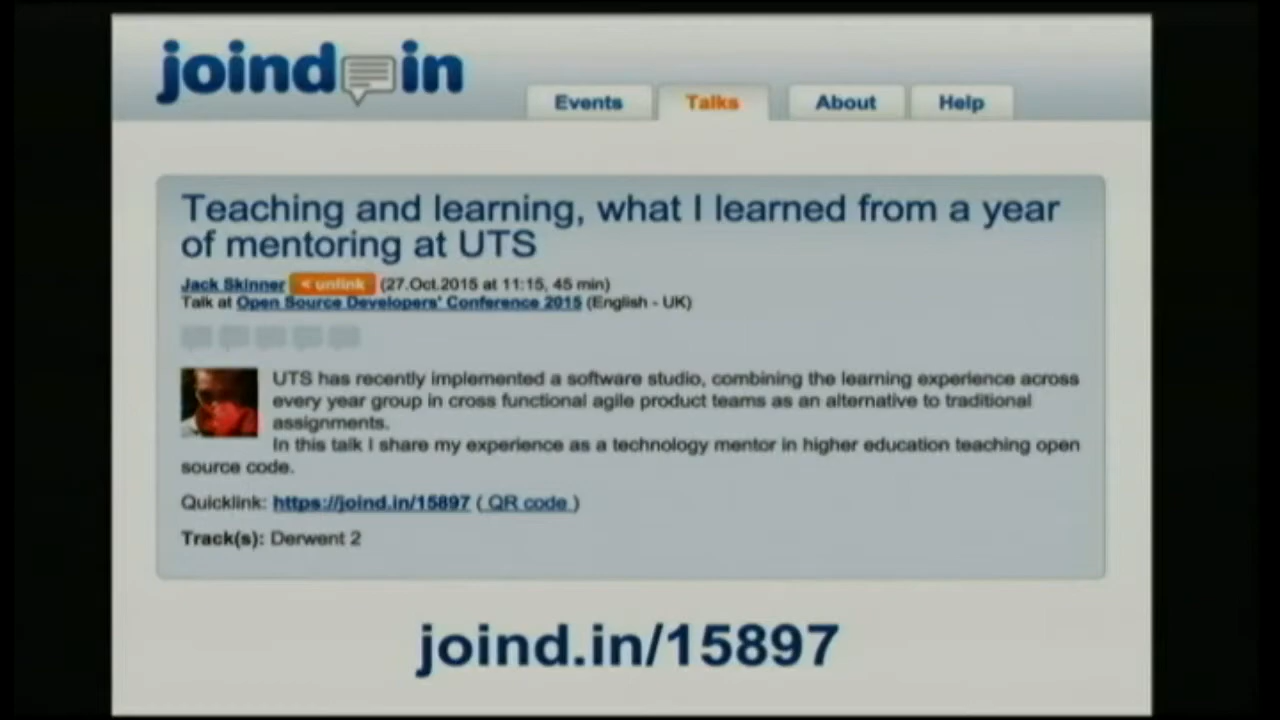 joind in
Events Talks About Help
Teaching and learning, what I learned from a year
of mentoring at UTS
Jack Skinner < unlink (27.Oct.2015 at 11:15, 45 min)
Talk at Open Source Developers' Conference 2015 (English - UK)
UTS has recently implemented a software studio, combining the learning experience across
every year group in cross functional agile product teams as an alternative to traditional
assignments.
In this talk I share my experience as a technology mentor in higher education teaching open
source code.
Quicklink: https://joind.in/15897 ( QR code )
Track(s): Derwent 2
joind.in/15897